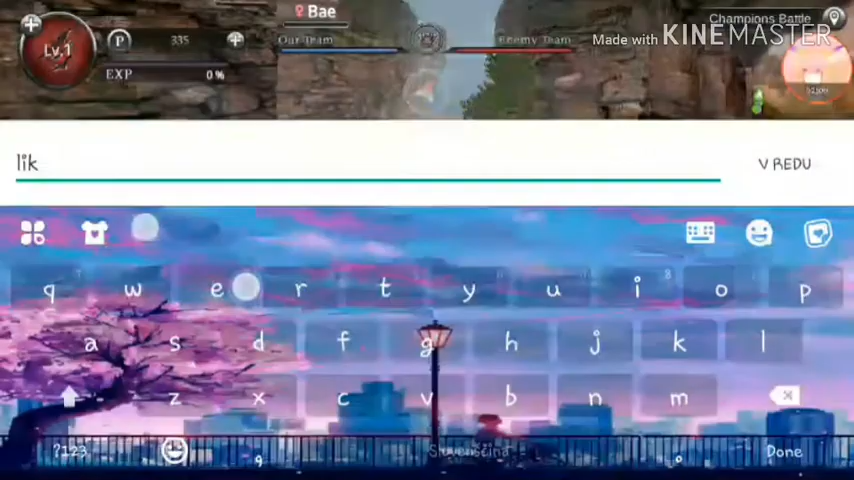 Bae
Lv.1
P
335
EXP
0 %
Our Team
Enemy Team
Champions Battle
Made with KINEMASTER
lik
V REDU
q w e r t y u i o p
a s d f g h j k l
z x c v b n m
?123
,
Slovenščina
.
Done